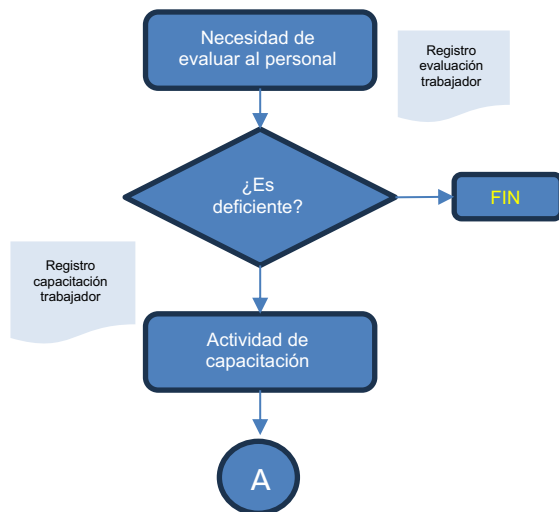 Necesidad de
evaluar al personal
Registro
evaluación
trabajador
¿Es
deficiente?
FIN
Registro
capacitación
trabajador
Actividad de
capacitación
A